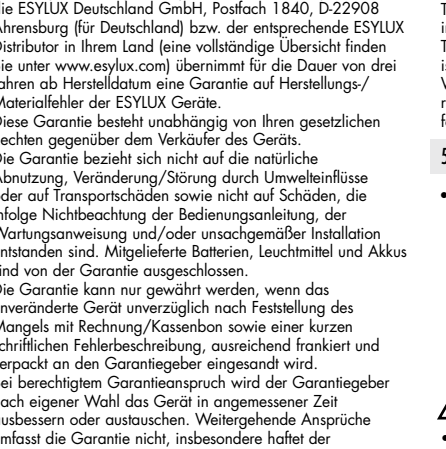 die ESYLUX Deutschland GmbH, Postfach 1840, D-22908
Ahrensburg (für Deutschland) bzw. der entsprechende ESYLUX
Distributor in Ihrem Land (eine vollständige Übersicht finden
Sie unter www.esylux.com) übernimmt für die Dauer von drei
Jahren ab Herstelldatum eine Garantie auf Herstellungs-/
Materialfehler der ESYLUX Geräte.
Diese Garantie besteht unabhängig von Ihren gesetzlichen
Rechten gegenüber dem Verkäufer des Geräts.
Die Garantie bezieht sich nicht auf die natürliche
Abnutzung, Veränderung/Störung durch Umwelteinflüsse
oder auf Transportschäden sowie nicht auf Schäden, die
infolge Nichtbeachtung der Bedienungsanleitung, der
Wartungsanweisung und/oder unsachgemäßer Installation
entstanden sind. Mitgelieferte Batterien, Leuchtmittel und Akkus
sind von der Garantie ausgeschlossen.
Die Garantie kann nur gewährt werden, wenn das
unveränderte Gerät unverzüglich nach Feststellung des
Mangels mit Rechnung/Kassenbon sowie einer kurzen
schriftlichen Fehlerbeschreibung, ausreichend frankiert und
verpackt an den Garantiegeber eingesandt wird.
Bei berechtigtem Garantieanspruch wird der Garantiegeber
nach eigener Wahl das Gerät in angemessener Zeit
ausbessern oder austauschen. Weitergehende Ansprüche
umfasst die Garantie nicht, insbesondere haftet der
5